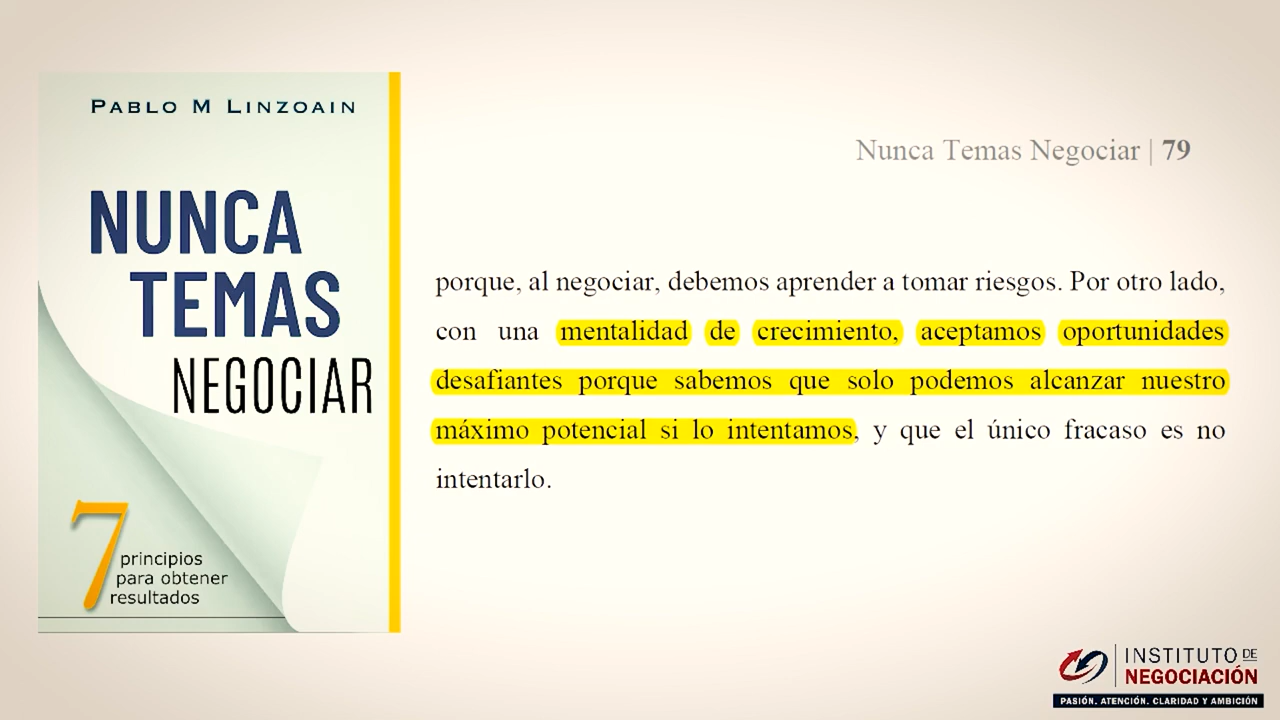 PABLO M LINZOAIN
NUNCA
TEMAS
NEGOCIAR
7
principios
para obtener
resultados
Nunca Temas Negociar | 79
porque, al negociar, debemos aprender a tomar riesgos. Por otro lado,
con una mentalidad de crecimiento, aceptamos oportunidades
desafiantes porque sabemos que solo podemos alcanzar nuestro
máximo potencial si lo intentamos, y que el único fracaso es no
intentarlo.
INSTITUTO DE
NEGOCIACIÓN
PASIÓN. ATENCIÓN. CLARIDAD Y AMBICIÓN